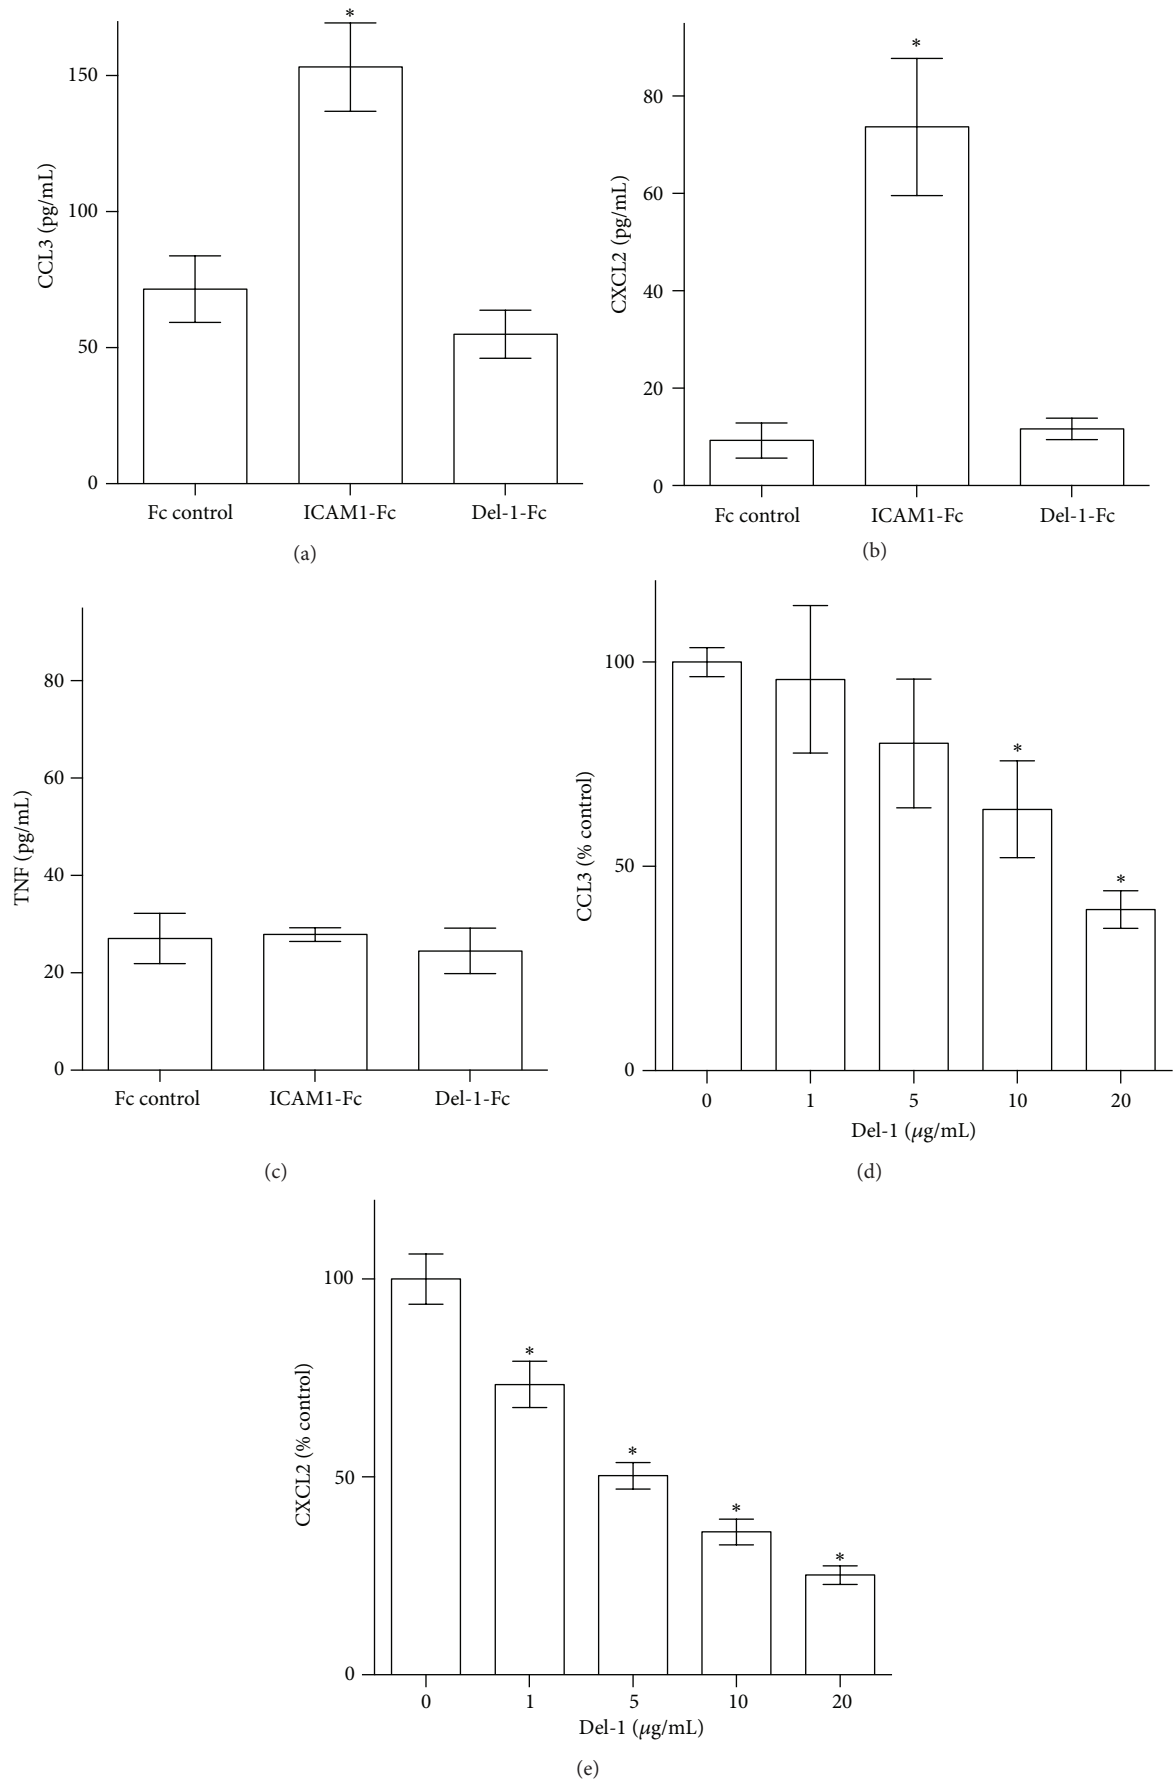 *
150
100
50
0
CCL3 (pg/mL)
Fc control ICAM1-Fc Del-1-Fc
(a)
*
80
60
40
20
0
CXCL2 (pg/mL)
Fc control ICAM1-Fc Del-1-Fc
(b)
80
60
40
20
0
TNF (pg/mL)
Fc control ICAM1-Fc Del-1-Fc
(c)
100
50
0
CCL3 (% control)
*
*
0 1 5 10 20
Del-1 (μg/mL)
(d)
100
50
0
CXCL2 (% control)
*
*
*
*
0 1 5 10 20
Del-1 (μg/mL)
(e)